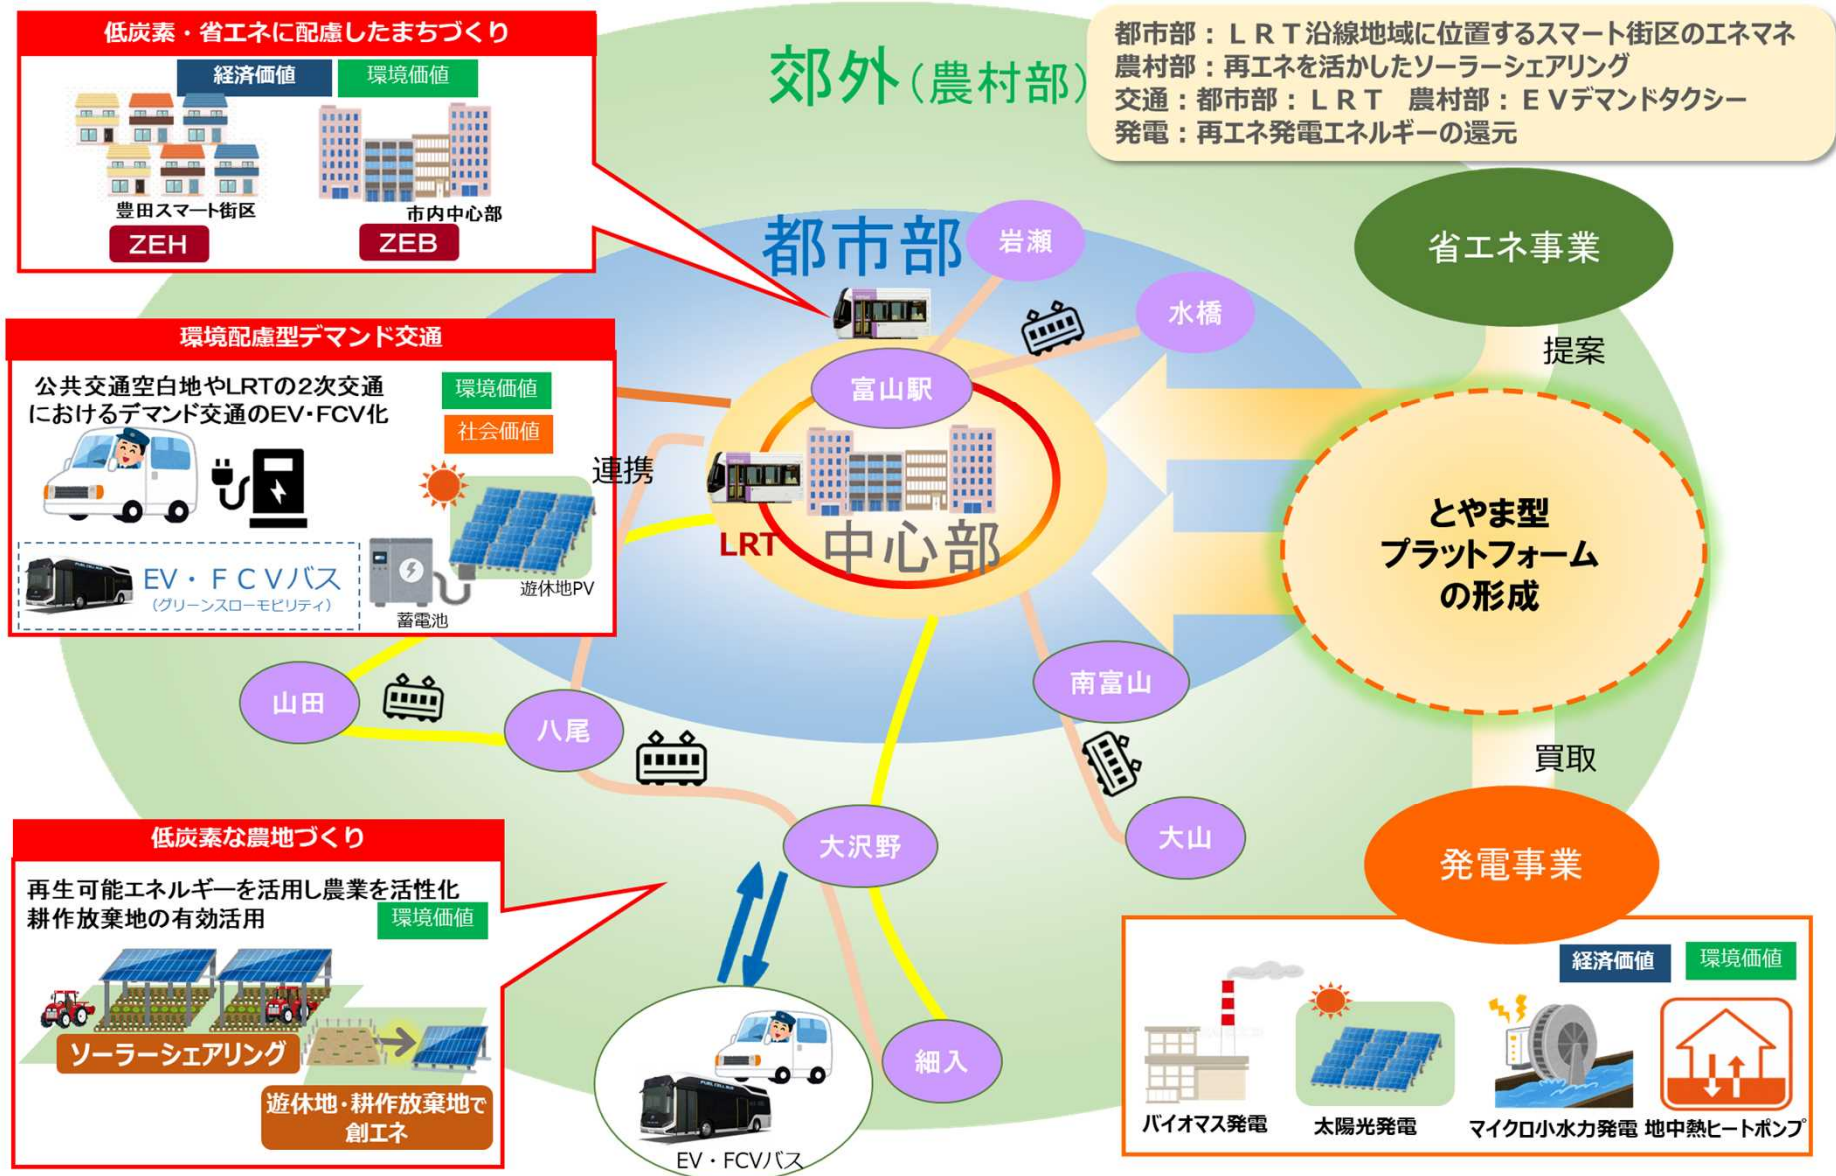 低炭素・省エネに配慮したまちづくり
経済価値
環境価値
豊田スマート街区
市内中心部
ZEH
ZEB
郊外(農村部)
都市部：ＬＲＴ沿線地域に位置するスマート街区のエネマネ
農村部：再エネを活かしたソーラーシェアリング
交通：都市部：ＬＲＴ　農村部：ＥＶデマンドタクシー
発電：再エネ発電エネルギーの還元
都市部
岩瀬
水橋
省エネ事業
提案
環境配慮型デマンド交通
公共交通空白地やLRTの2次交通
におけるデマンド交通のEV・FCV化
環境価値
社会価値
連携
EV・ＦＣＶバス
(グリーンスローモビリティ)
蓄電池
遊休地PV
富山駅
LRT
中心部
とやま型
プラットフォーム
の形成
山田
八尾
南富山
買取
大沢野
大山
発電事業
低炭素な農地づくり
再生可能エネルギーを活用し農業を活性化
耕作放棄地の有効活用
環境価値
ソーラーシェアリング
遊休地・耕作放棄地で
創エネ
細入
FUEL CELL BUS
EV・FCVバス
経済価値
環境価値
バイオマス発電
太陽光発電
マイクロ小水力発電
地中熱ヒートポンプ